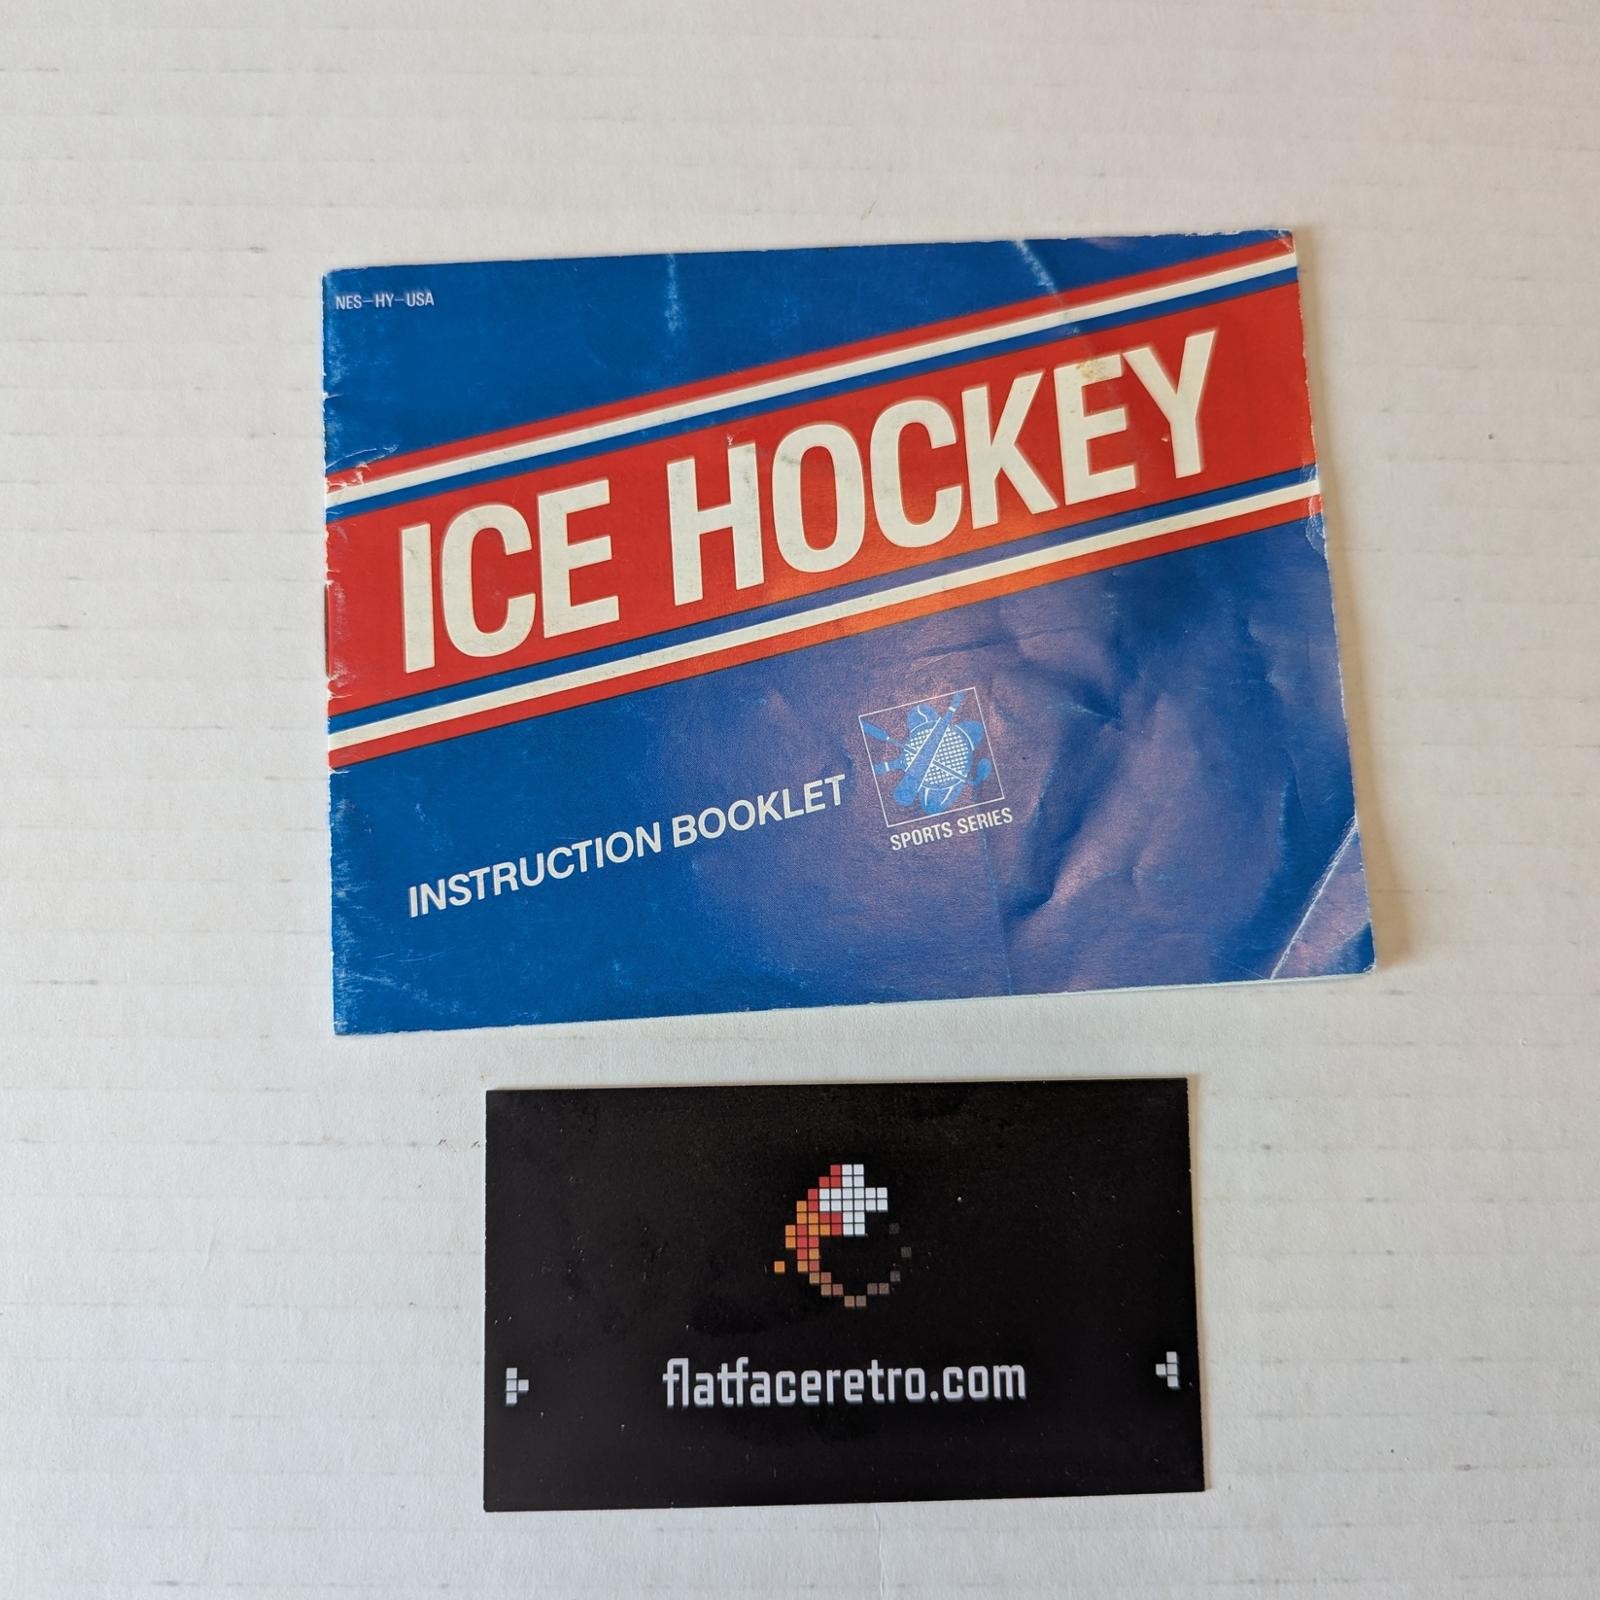 NES-HY-USA
ICE HOCKEY
INSTRUCTION BOOKLET
SPORTS SERIES
flatfaceretro.com